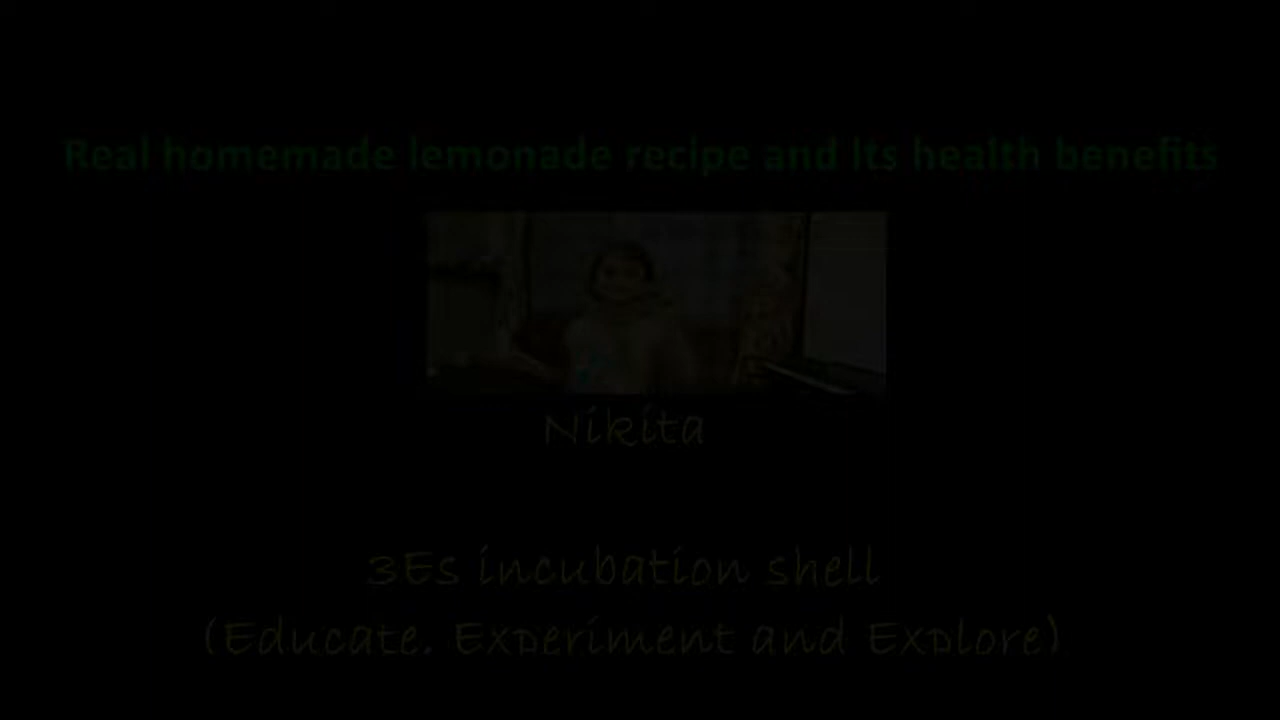 Real homemade lemonade recipe and Its health benefits
Nikita
3Es incubation shell
(Educate. Experiment and Explore)